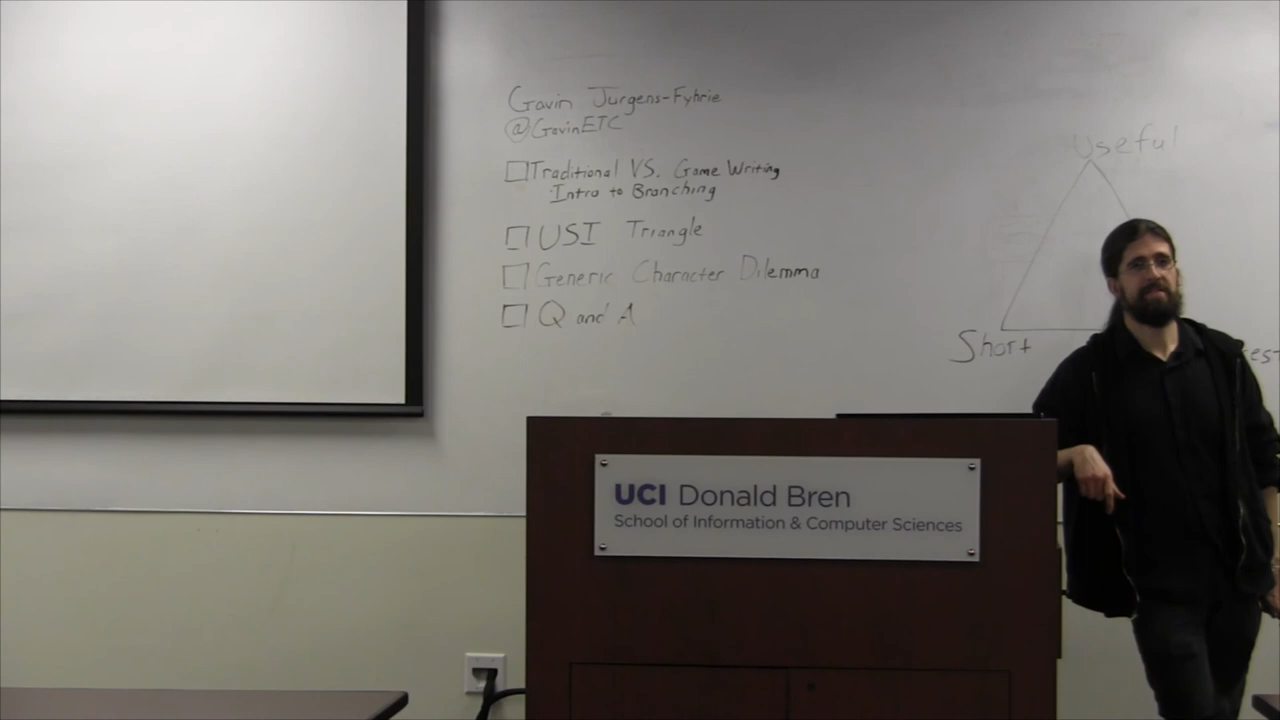 Gavin Jurgens-Fyhrie
@GavinETC
Traditional VS. Game Writing
· Intro to Branching
USI Triangle
Generic Character Dilemma
Q and A
Useful
Short
UCI Donald Bren
School of Information & Computer Sciences